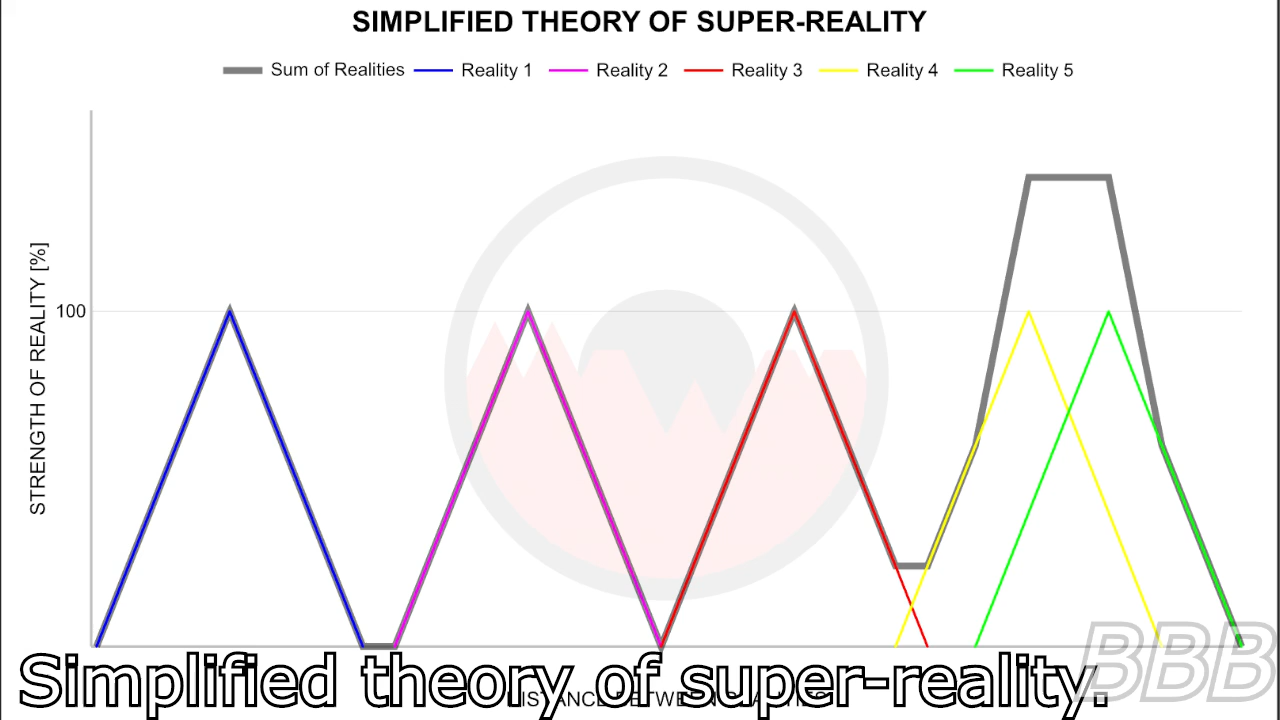 SIMPLIFIED THEORY OF SUPER-REALITY
Sum of Realities Reality 1 Reality 2 Reality 3 Reality 4 Reality 5
STRENGTH OF REALITY [%]
100
Simplified theory of super-reality.
BBB